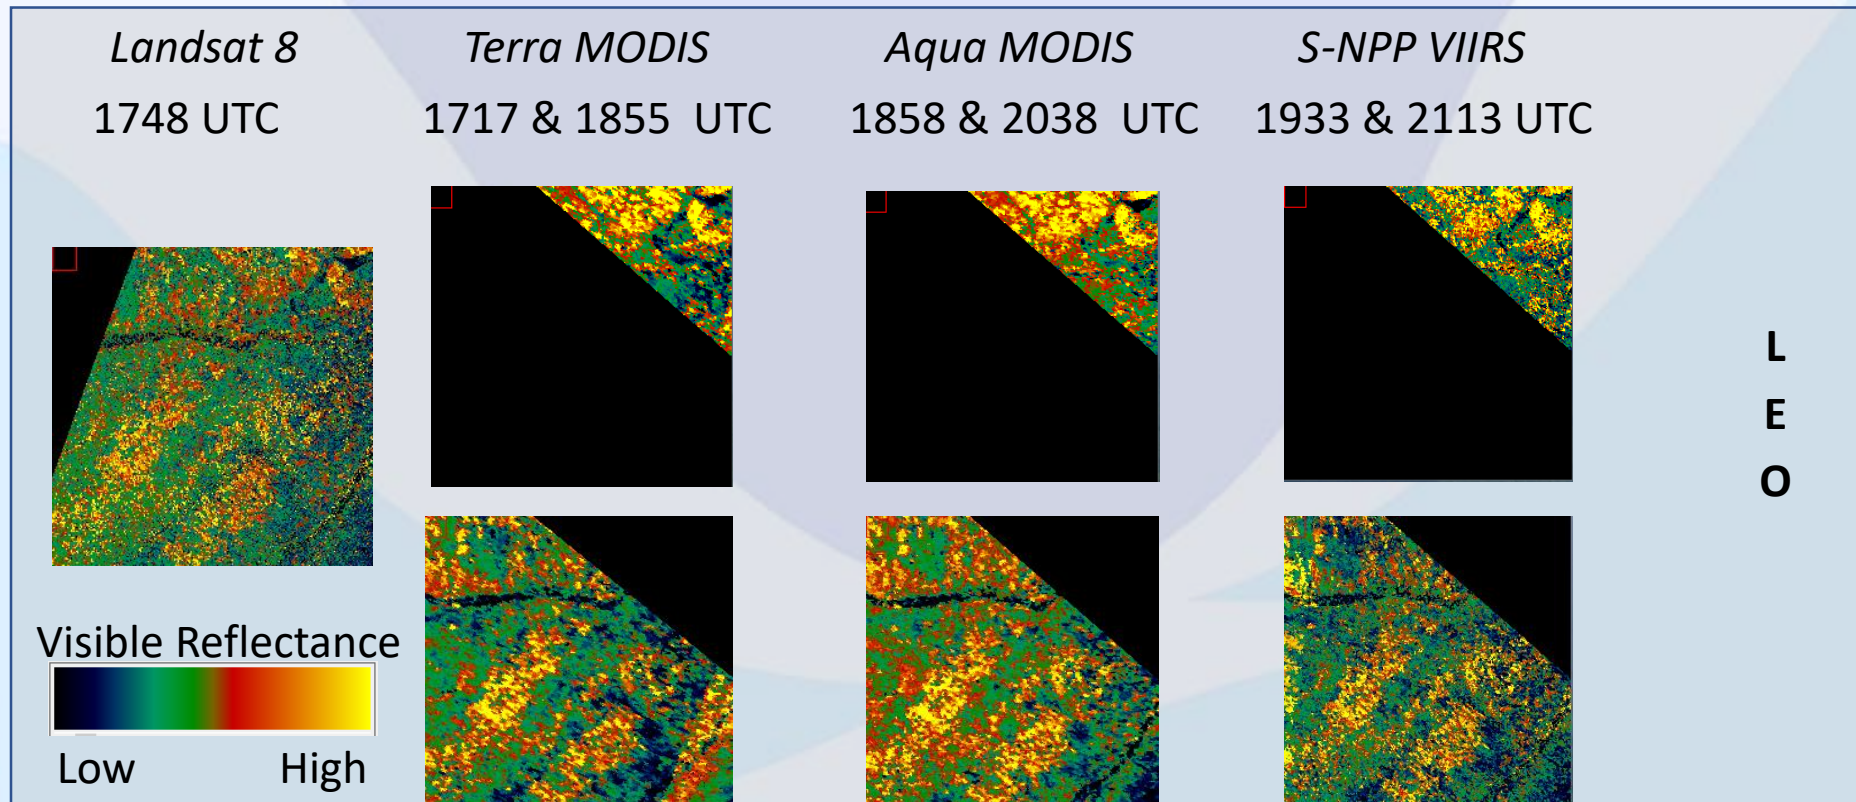 Landsat 8
Terra MODIS
Aqua MODIS
S-NPP VIIRS
1748 UTC
1717 & 1855 UTC
1858 & 2038 UTC
1933 & 2113 UTC
L
E
O
Visible Reflectance
Low
High